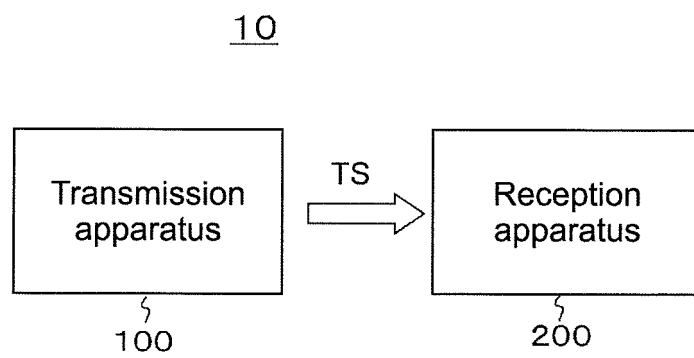 10
Transmission
apparatus
TS
Reception
apparatus
100
200